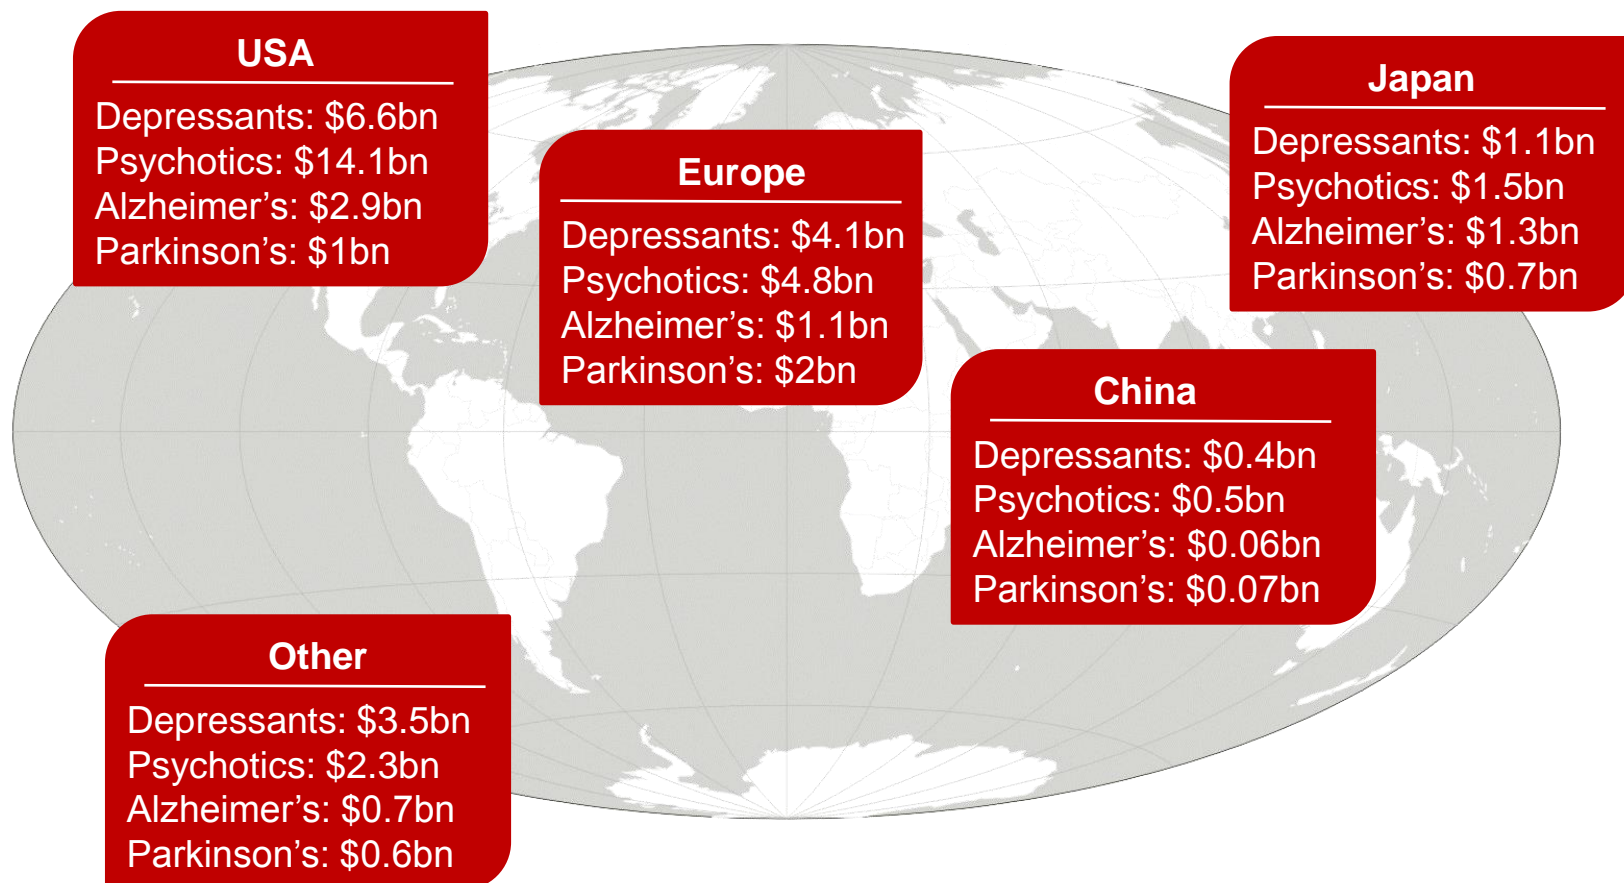 USA
Depressants: $6.6bn
Psychotics: $14.1bn
Alzheimer’s: $2.9bn
Parkinson’s: $1bn
Europe
Depressants: $4.1bn
Psychotics: $4.8bn
Alzheimer’s: $1.1bn
Parkinson’s: $2bn
Japan
Depressants: $1.1bn
Psychotics: $1.5bn
Alzheimer’s: $1.3bn
Parkinson’s: $0.7bn
China
Depressants: $0.4bn
Psychotics: $0.5bn
Alzheimer’s: $0.06bn
Parkinson’s: $0.07bn
Other
Depressants: $3.5bn
Psychotics: $2.3bn
Alzheimer’s: $0.7bn
Parkinson’s: $0.6bn